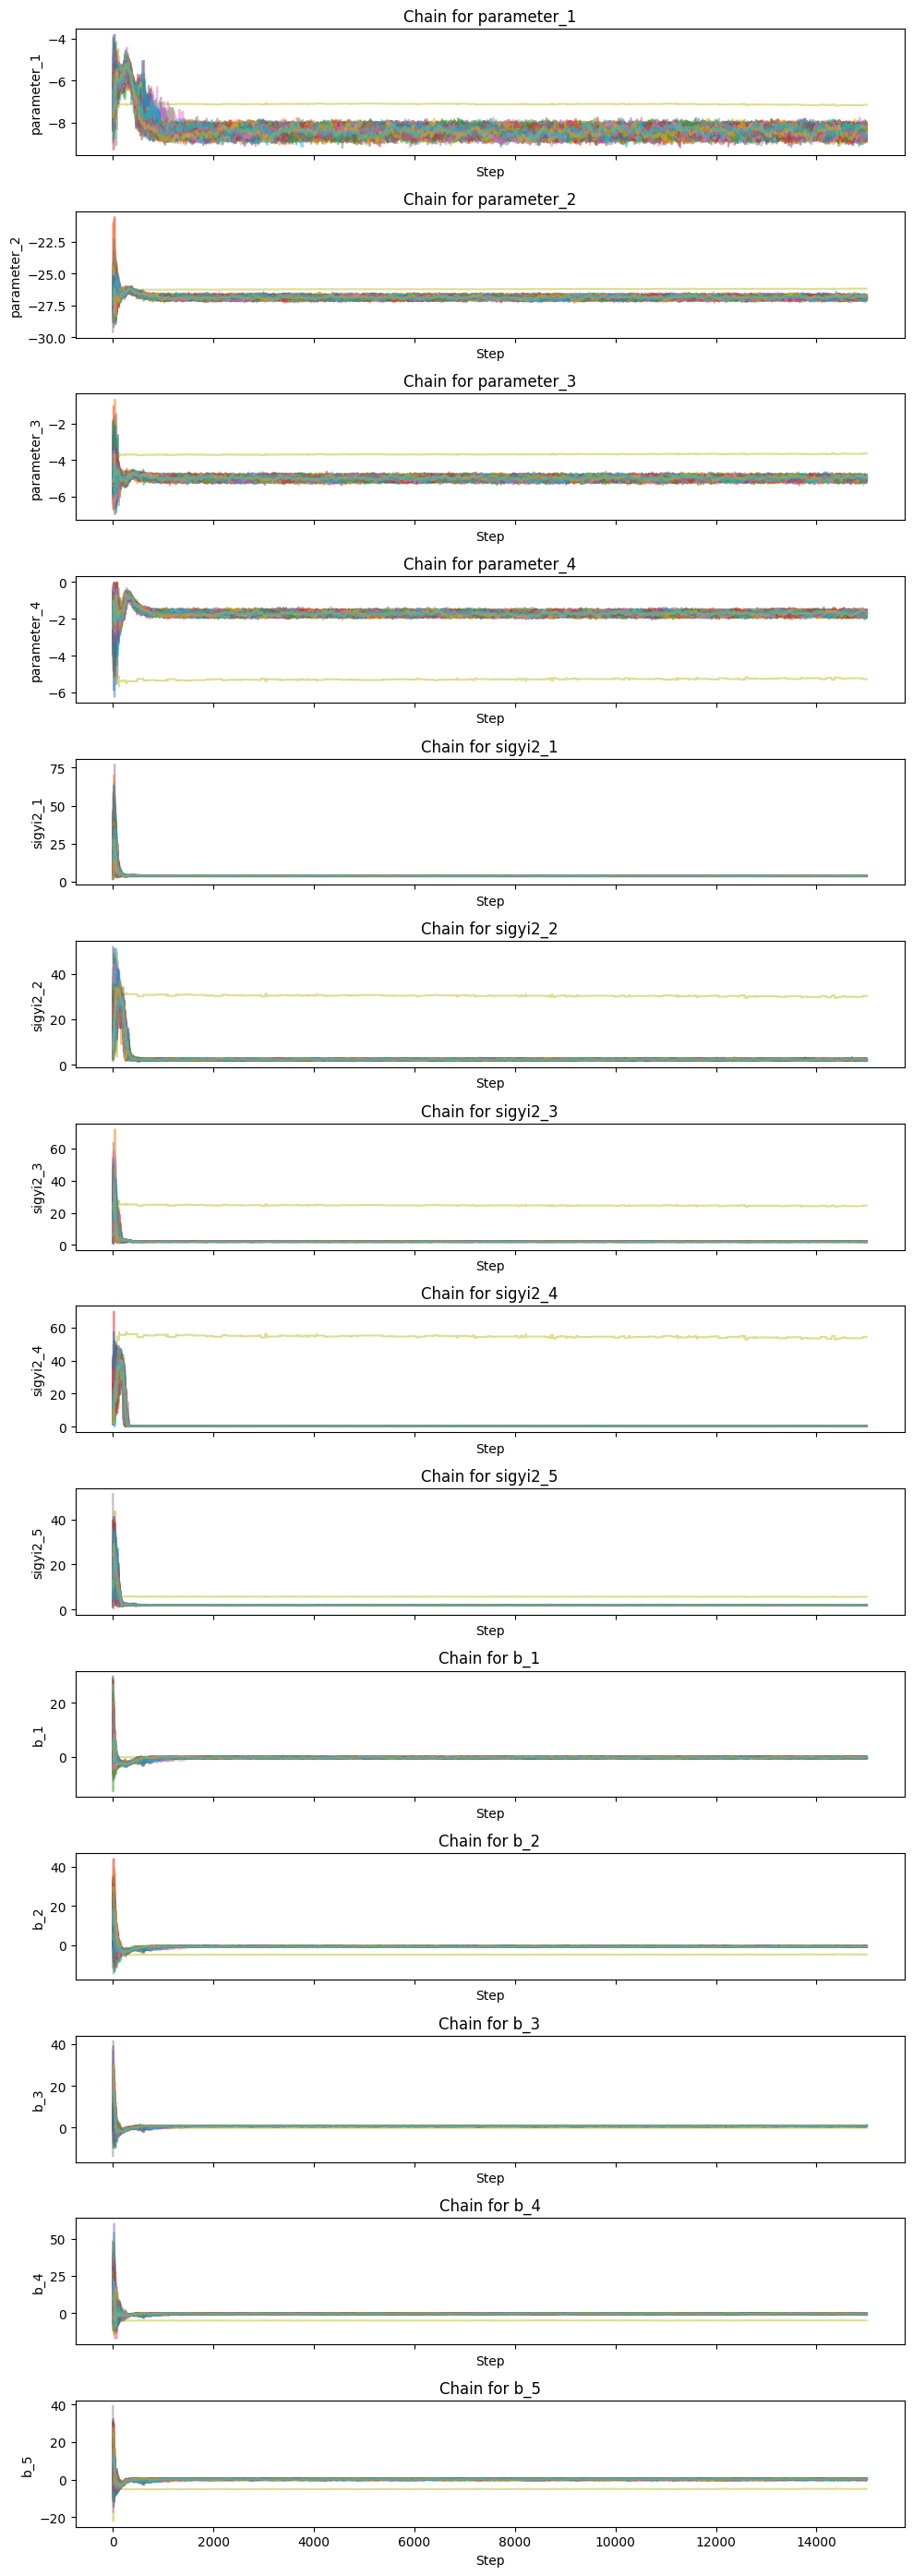 Chain for parameter_1
−4
−6
−8
parameter_1
Step
Chain for parameter_2
−22.5
−25.0
−27.5
−30.0
parameter_2
Step
Chain for parameter_3
−2
−4
−6
parameter_3
Step
Chain for parameter_4
0
−2
−4
−6
parameter_4
Step
Chain for sigyi2_1
75
50
25
0
sigyi2_1
Step
Chain for sigyi2_2
40
20
0
sigyi2_2
Step
Chain for sigyi2_3
60
40
20
0
sigyi2_3
Step
Chain for sigyi2_4
60
40
20
0
sigyi2_4
Step
Chain for sigyi2_5
40
20
0
sigyi2_5
Step
Chain for b_1
20
0
b_1
Step
Chain for b_2
40
20
0
b_2
Step
Chain for b_3
40
20
0
b_3
Step
Chain for b_4
50
25
0
b_4
Step
Chain for b_5
40
20
0
−20
b_5
0 2000 4000 6000 8000 10000 12000 14000
Step